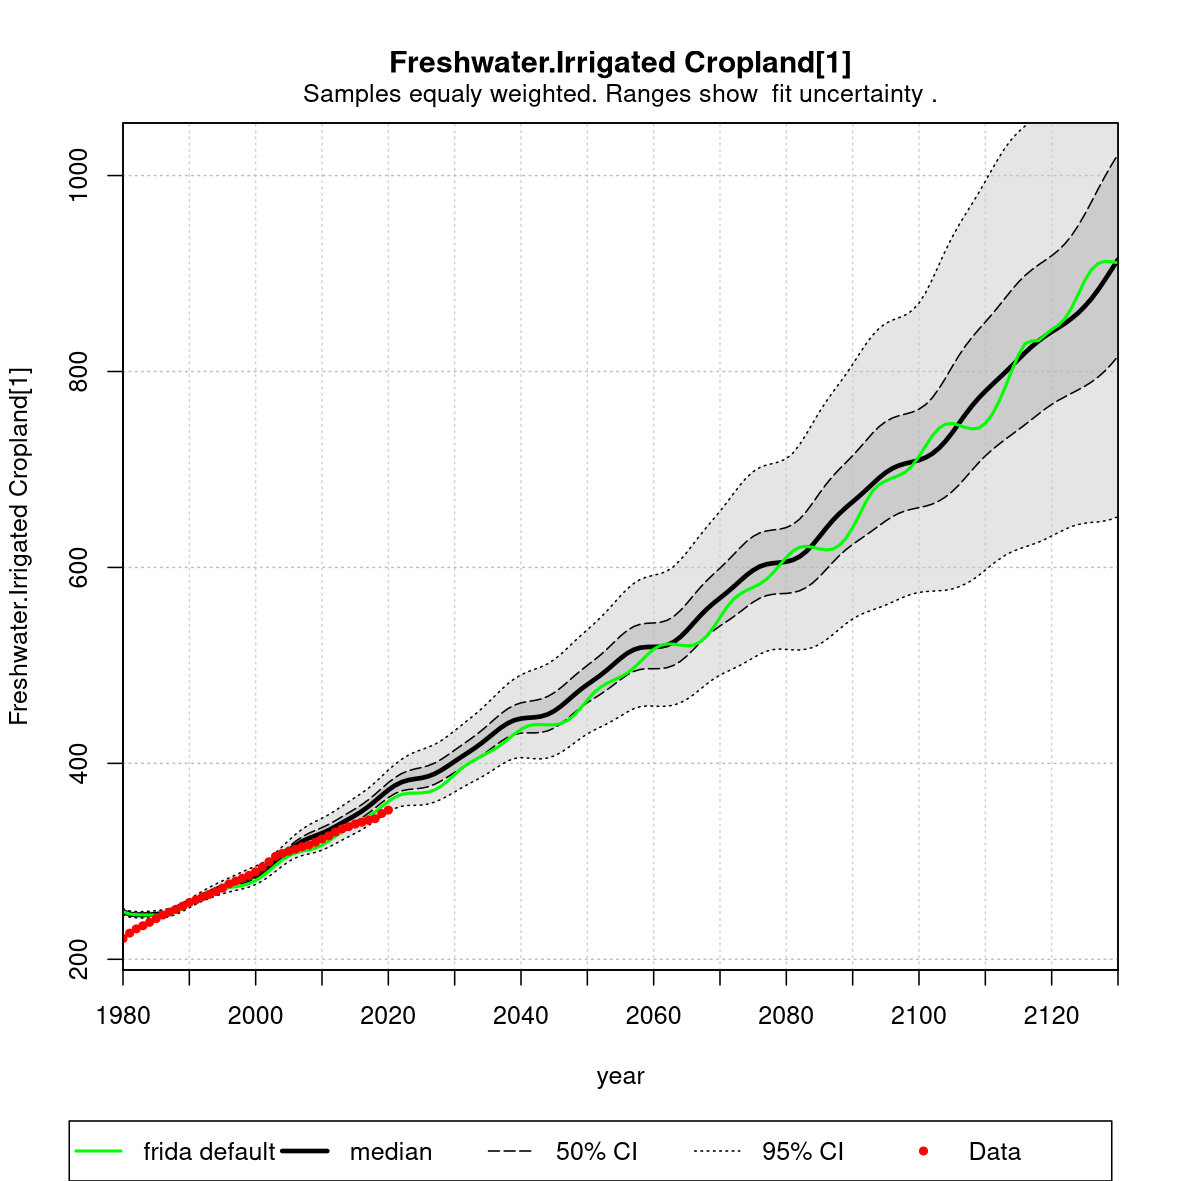 Freshwater.Irrigated Cropland[1]
Samples equaly weighted. Ranges show  fit uncertainty .
Freshwater.Irrigated Cropland[1]
1000
800
600
400
200
1980 2000 2020 2040 2060 2080 2100 2120
year
frida default median 50% CI 95% CI Data